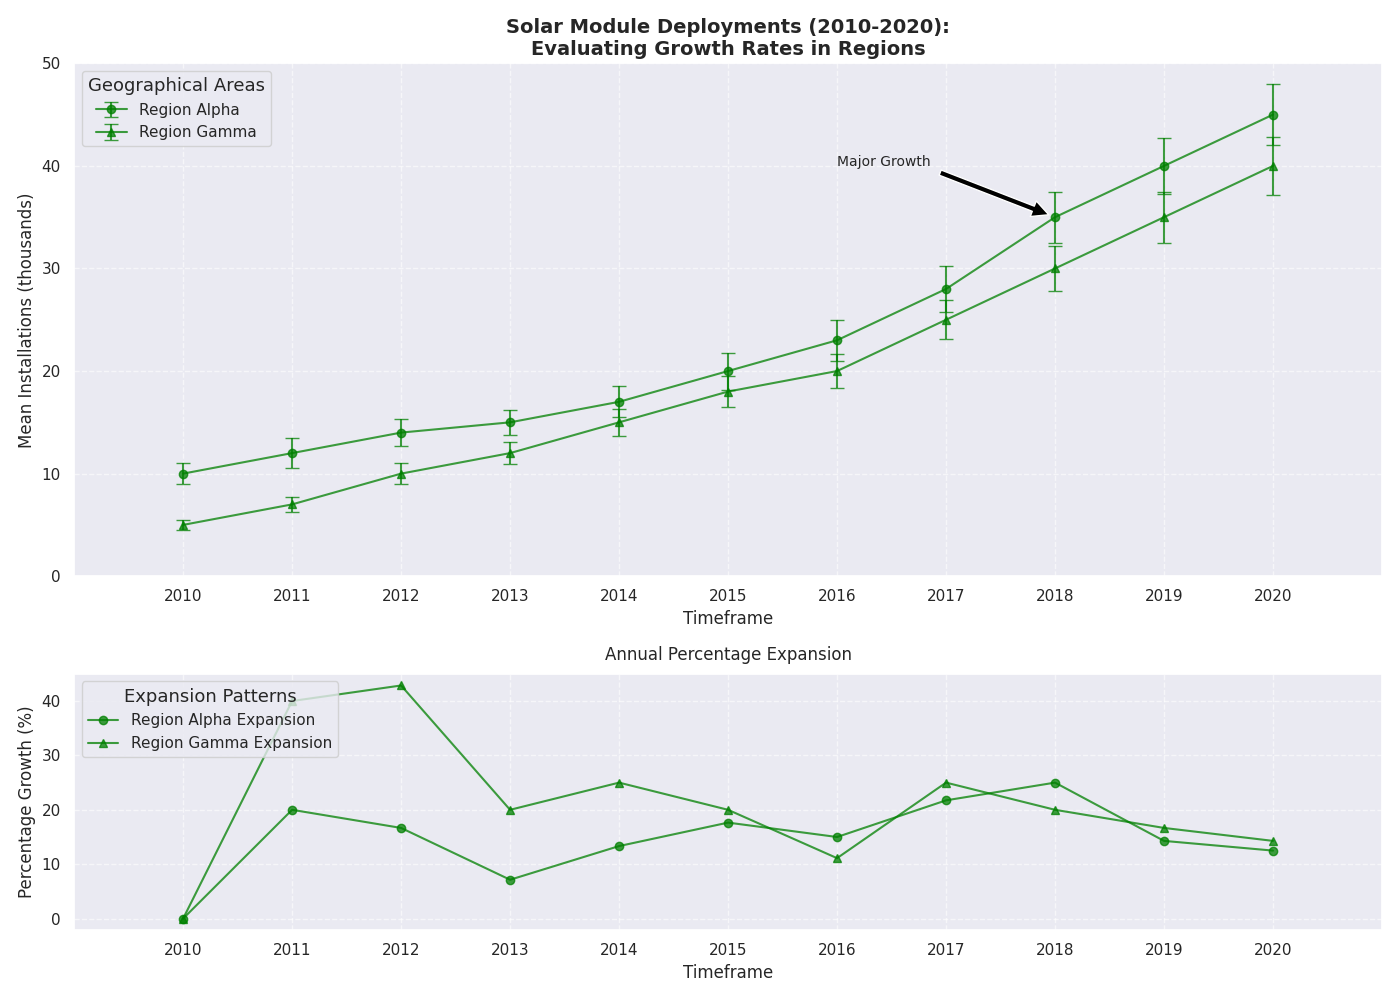 Solar Module Deployments (2010-2020):
Evaluating Growth Rates in Regions
Mean Installations (thousands)
50
40
30
20
10
0
Geographical Areas
Region Alpha
Region Gamma
Major Growth
2010 2011 2012 2013 2014 2015 2016 2017 2018 2019 2020
Timeframe
Annual Percentage Expansion
Percentage Growth (%)
40
30
20
10
0
Expansion Patterns
Region Alpha Expansion
Region Gamma Expansion
2010 2011 2012 2013 2014 2015 2016 2017 2018 2019 2020
Timeframe